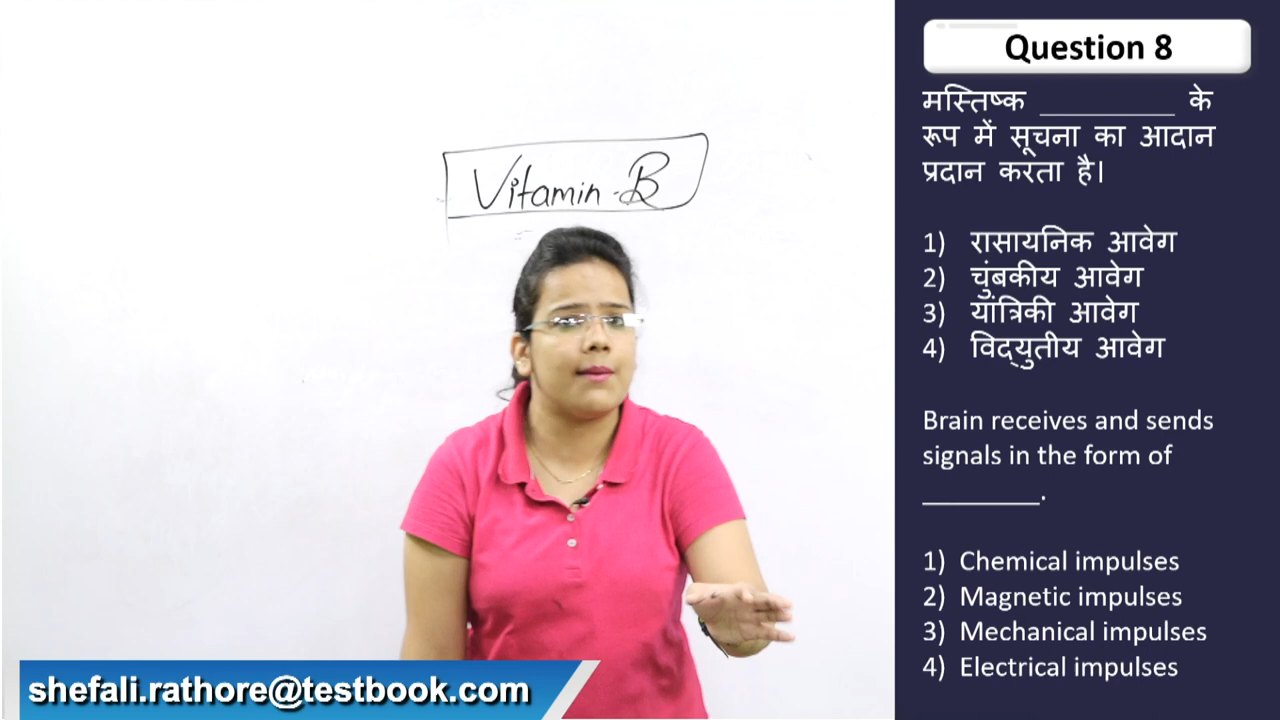 Vitamin-B
Question 8
मस्तिष्क __________ के
रूप में सूचना का आदान
प्रदान करता है।
1) रासायनिक आवेग
2) चुंबकीय आवेग
3) यांत्रिकी आवेग
4) विद्युतीय आवेग
Brain receives and sends
signals in the form of
_________.
1) Chemical impulses
2) Magnetic impulses
3) Mechanical impulses
4) Electrical impulses
shefali.rathore@testbook.com